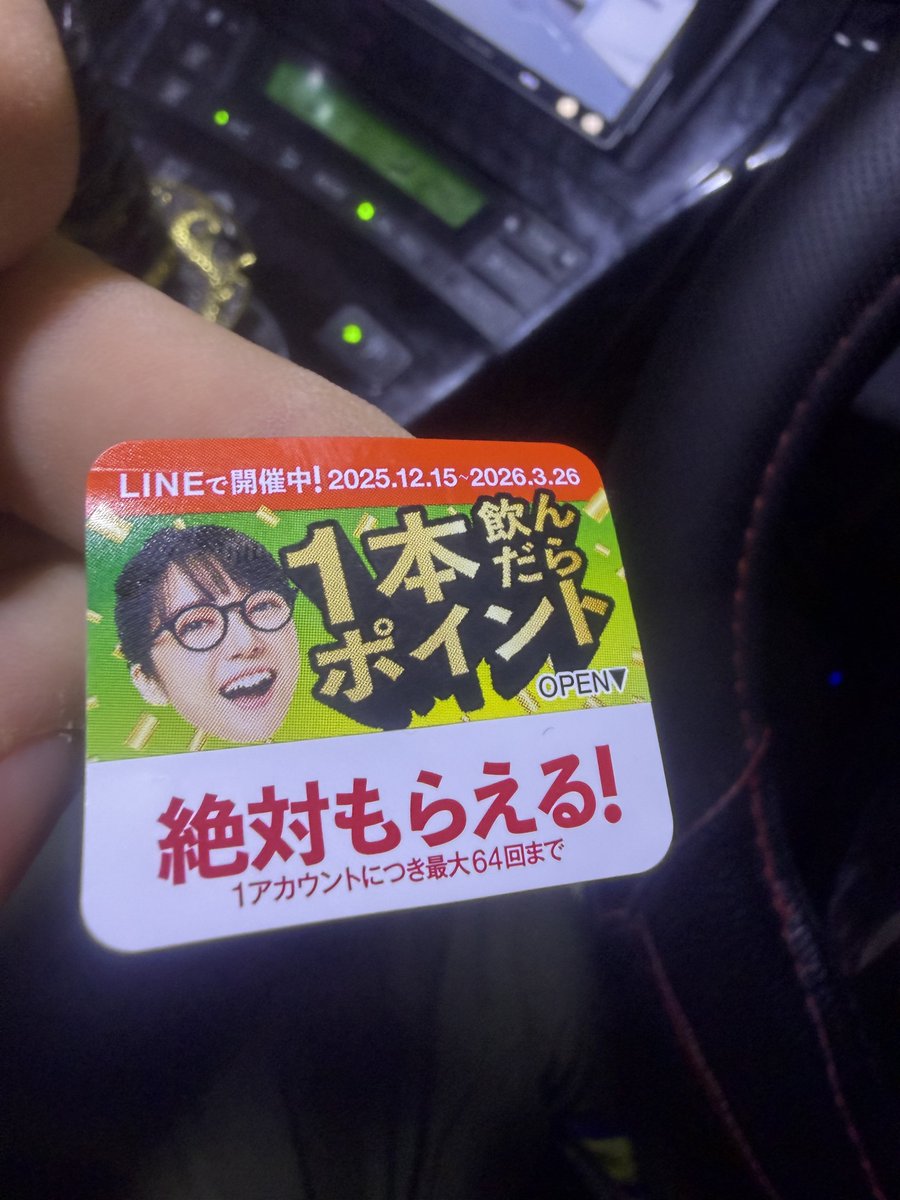 LINEで開催中! 2025.12.15~2026.3.26
1本飲んだら
ポイント
OPEN▼
絶対もらえる!
1アカウントにつき最大64回まで